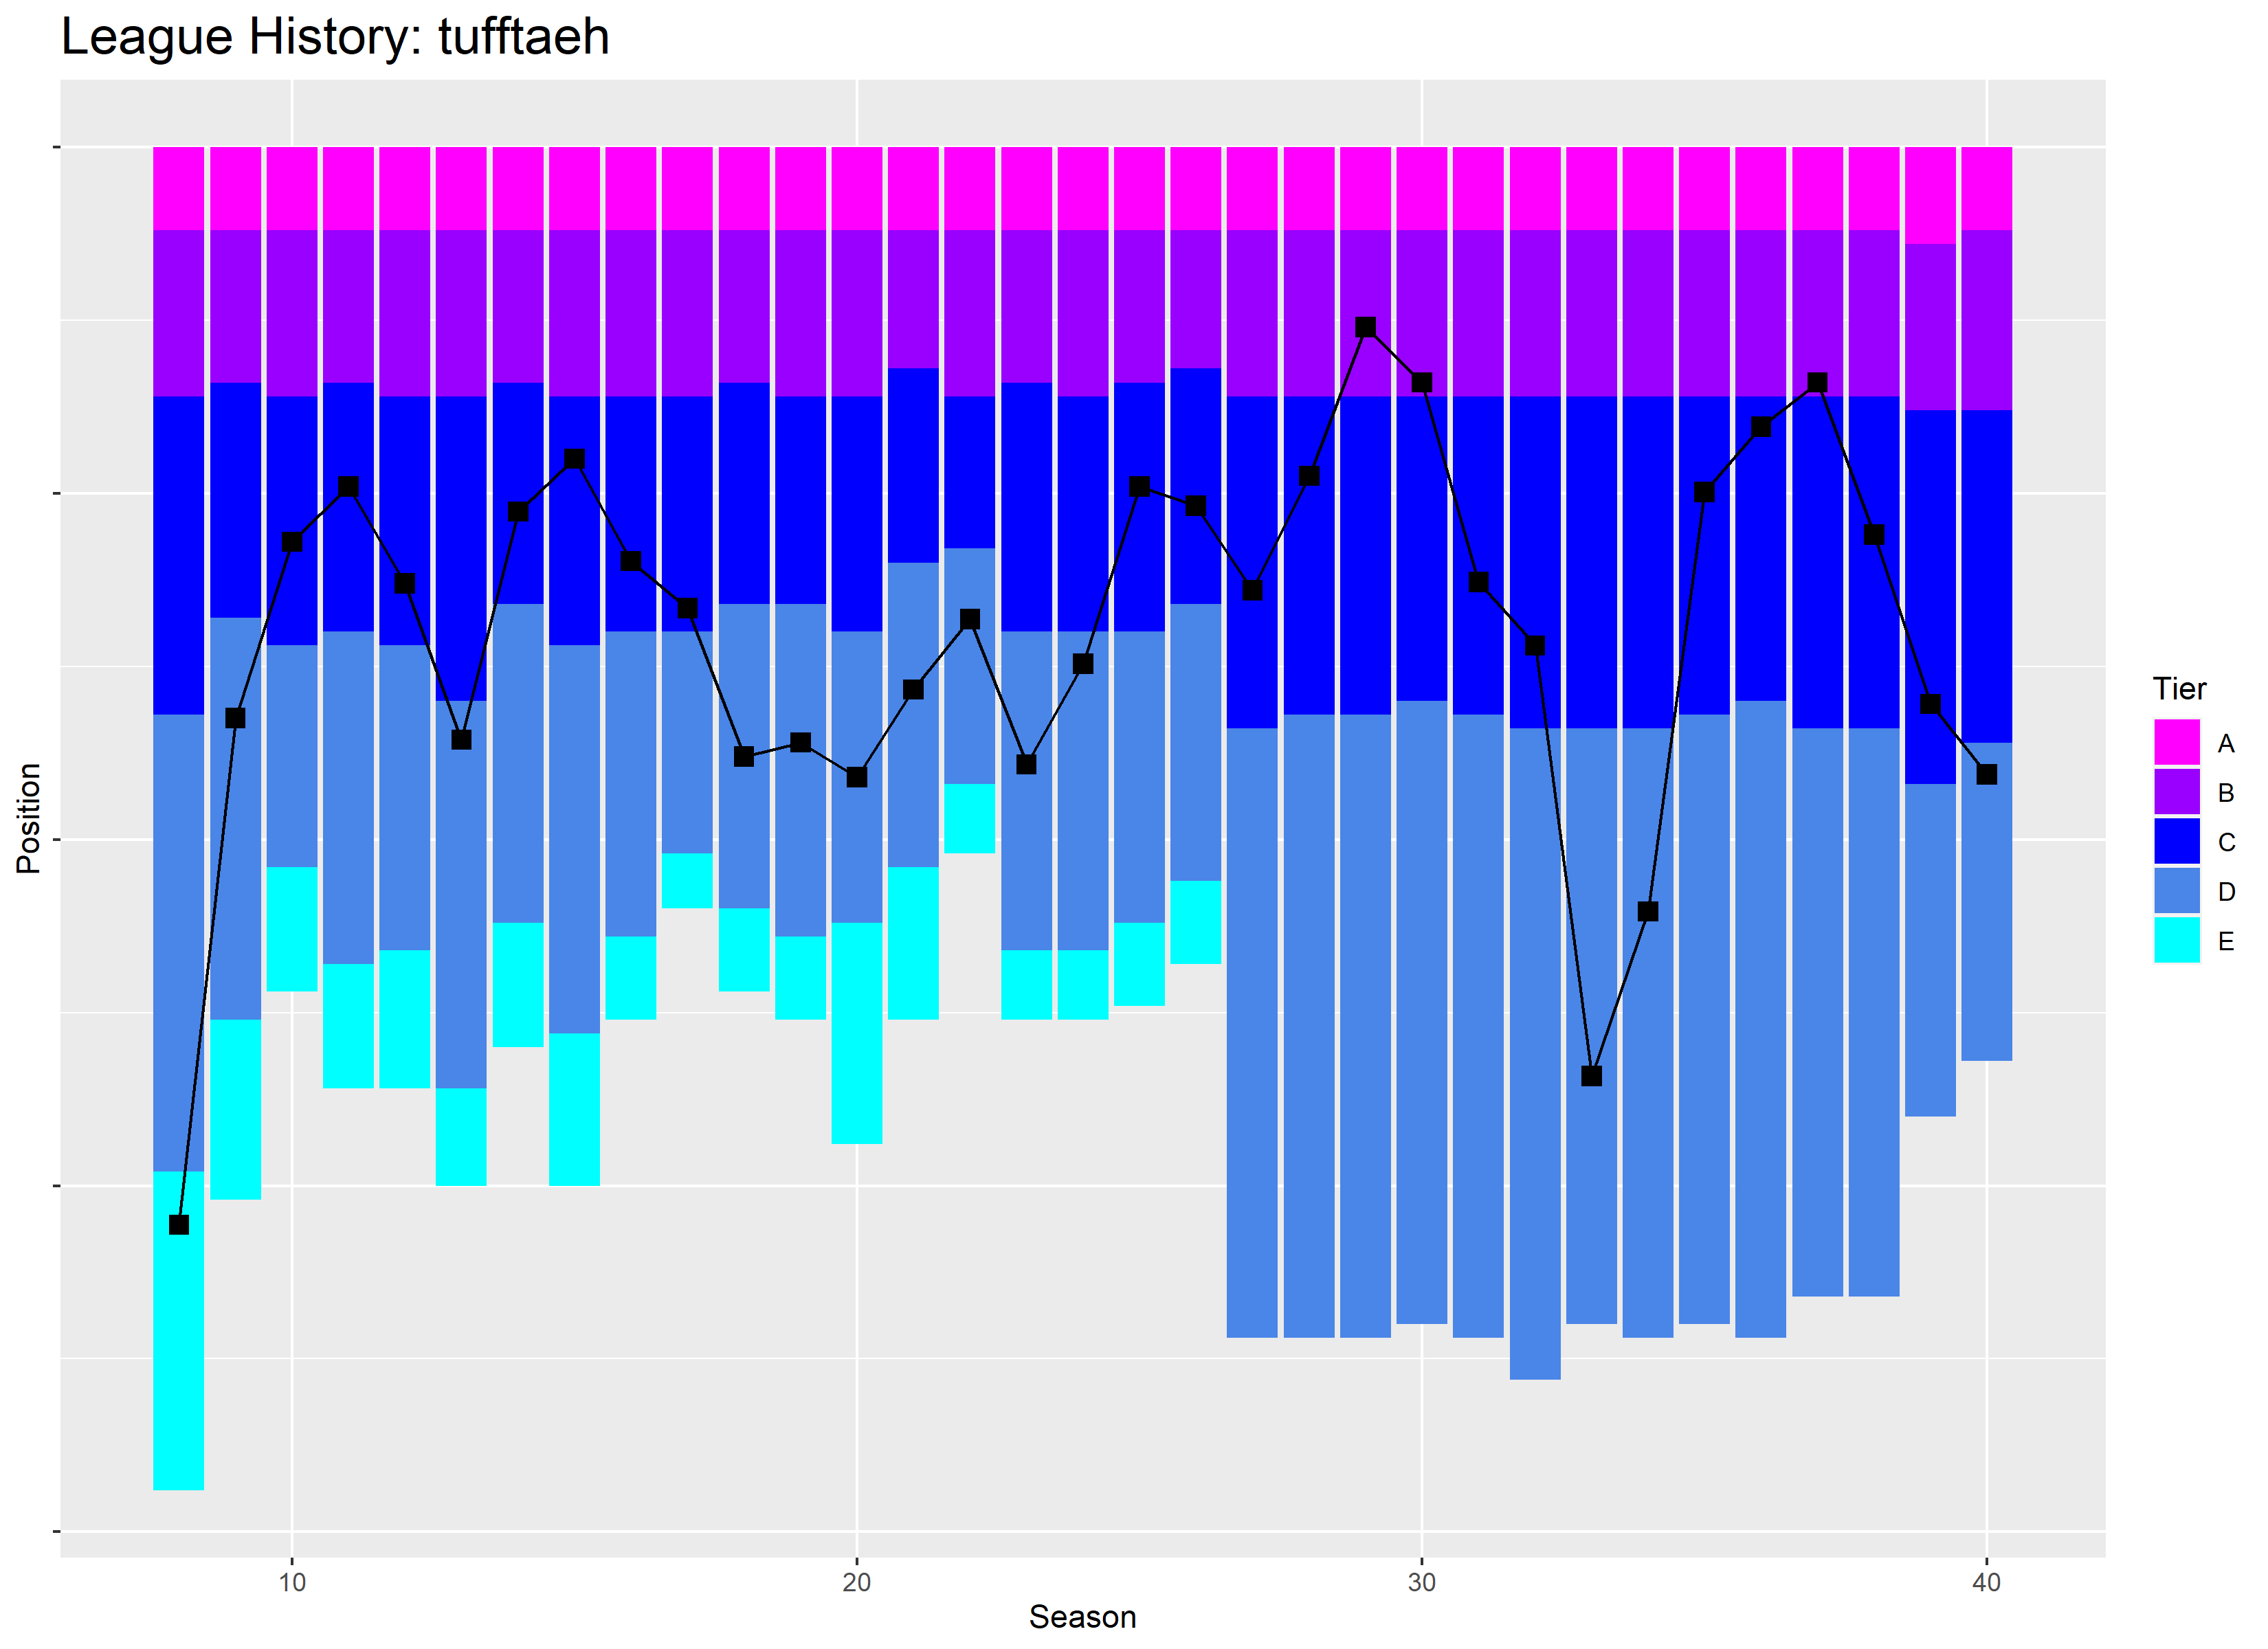 League History: tufftaeh
Position
Tier
A
B
C
D
E
10
20
30
40
Season